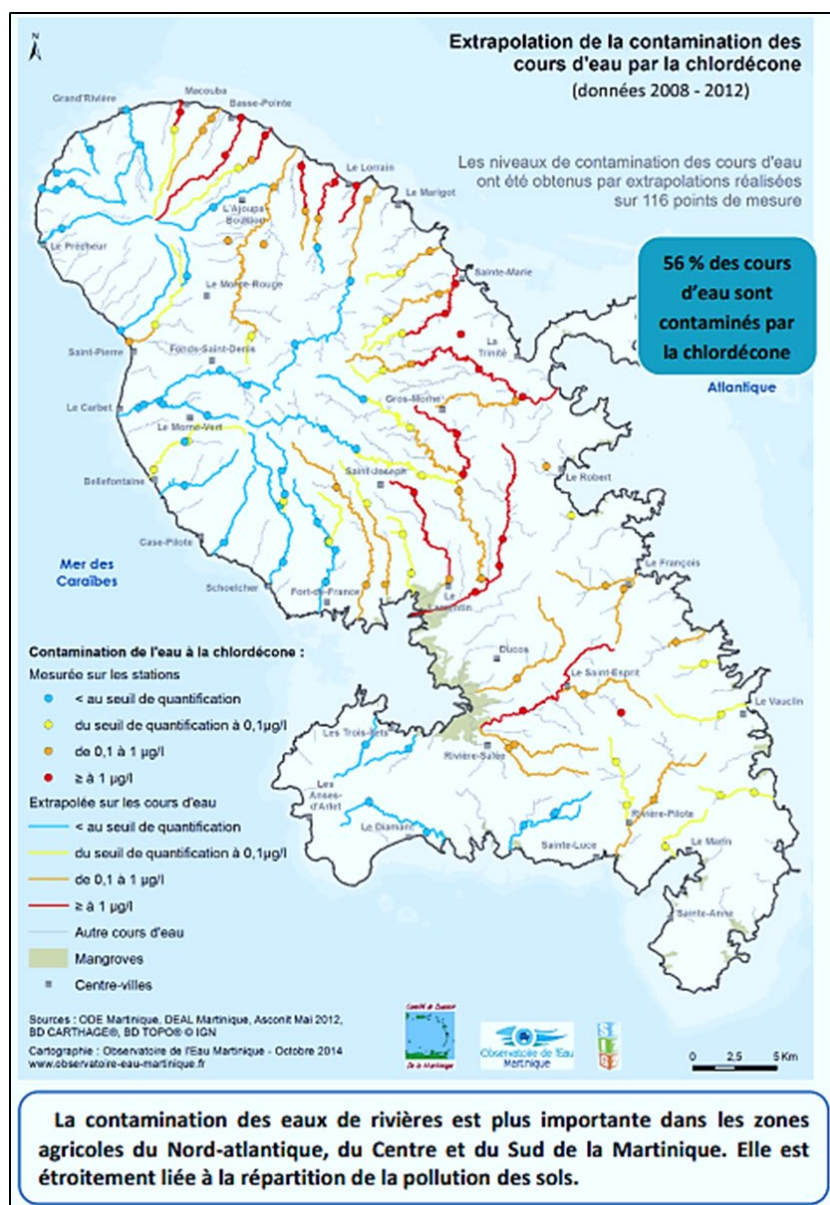 N
Extrapolation de la contamination des
cours d'eau par la chlordécone
(données 2008 - 2012)
Les niveaux de contamination des cours d'eau
ont été obtenus par extrapolations réalisées
sur 116 points de mesure
56 % des cours
d'eau sont
contaminés par
la chlordécone
Atlantique
Macouba
Grand'Rivière
Basse-Pointe
Le Lorrain
Le Marigot
L'Ajoupa-
Bouillon
Le Prêcheur
Sainte-Marie
Le Morne-Rouge
La
Trinité
Saint-Pierre
Fonds-Saint-Denis
Le Carbet
Gros-Morne
Le Morne-Vert
Saint-Joseph
Bellefontaine
Le Robert
Case-Pilote
Mer des
Caraïbes
Schoelcher
Fort-de-France
Le
Lamentin
Le François
Ducos
Le Saint-Esprit
Le Vauclin
Les Trois-Ilets
Rivière-Salée
Les
Anses-
d'Arlet
Le Diamant
Rivière-Pilote
Sainte-Luce
Le Marin
Sainte-Anne
Contamination de l'eau à la chlordécone :
Mesurée sur les stations
< au seuil de quantification
du seuil de quantification à 0,1µg/l
de 0,1 à 1 µg/l
≥ à 1 µg/l
Extrapolée sur les cours d'eau
< au seuil de quantification
du seuil de quantification à 0,1µg/l
de 0,1 à 1 µg/l
≥ à 1 µg/l
Autre cours d'eau
Mangroves
Centre-villes
Sources : ODE Martinique, DEAL Martinique, Asconit Mai 2012,
BD CARTHAGE®, BD TOPO® © IGN
Cartographie : Observatoire de l'Eau Martinique - Octobre 2014
www.observatoire-eau-martinique.fr
Comité de Bassin
de la Martinique
Observatoire de l'Eau
Martinique
0 2,5 5 Km
La contamination des eaux de rivières est plus importante dans les zones
agricoles du Nord-atlantique, du Centre et du Sud de la Martinique. Elle est
étroitement liée à la répartition de la pollution des sols.